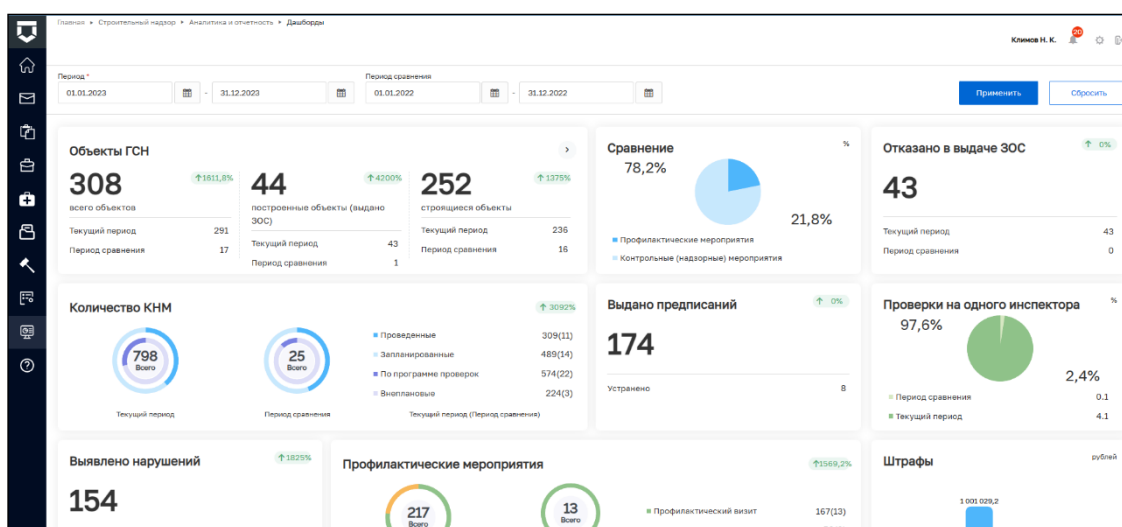 Главная ▸ Строительный надзор ▸ Аналитика и отчетность ▸ Дашборды
Климов Н. К.
20
Период *
01.01.2023 - 31.12.2023
Период сравнения
01.01.2022 - 31.12.2022
Применить
Сбросить
Объекты ГСН
308
↑1611,8%
всего объектов
Текущий период 291
Период сравнения 17
44
↑4200%
построенные объекты (выдано
ЗОС)
Текущий период 43
Период сравнения 1
252
↑1375%
строящиеся объекты
Текущий период 236
Период сравнения 16
Сравнение
%
78,2%
21,8%
Профилактические мероприятия
Контрольные (надзорные) мероприятия
Отказано в выдаче ЗОС
↑ 0%
43
Текущий период 43
Период сравнения 0
Количество КНМ
↑ 3092%
798
Всего
Текущий период
25
Всего
Период сравнения
Проведенные 309(11)
Запланированные 489(14)
По программе проверок 574(22)
Внеплановые 224(3)
Текущий период (Период сравнения)
Выдано предписаний
↑ 0%
174
Устранено 8
Проверки на одного инспектора
%
97,6%
2,4%
Период сравнения 0.1
Текущий период 4.1
Выявлено нарушений
↑1825%
154
Профилактические мероприятия
↑1569,2%
217
Всего
13
Всего
Профилактический визит 167(13)
Штрафы
рублей
1 001 029,2